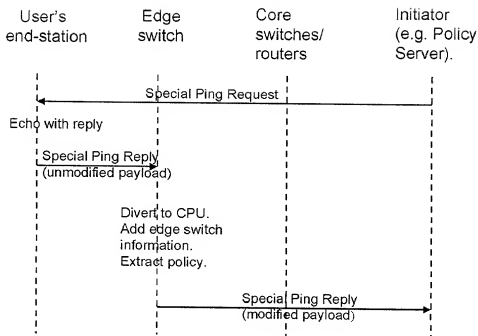 User's
end-station
Edge
switch
Core
switches/
routers
Initiator
(e.g. Policy
Server).
Special Ping Request
Echo with reply
Special Ping Reply
(unmodified payload)
Divert to CPU.
Add edge switch
information.
Extract policy.
Special Ping Reply
(modified payload)